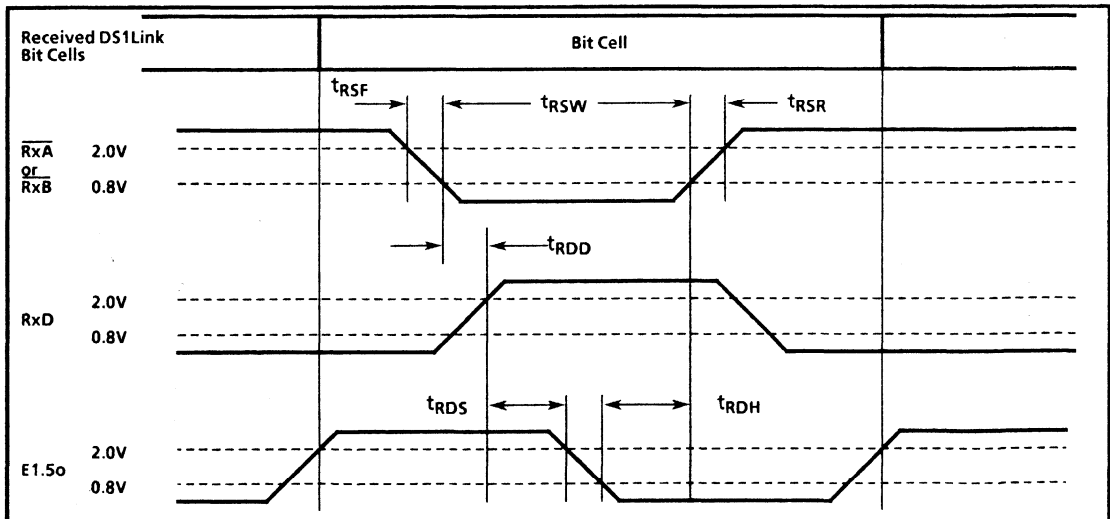 Received DS1Link
Bit Cells
Bit Cell
tRSF
tRSW
tRSR
RxA
or
RxB
2.0V
0.8V
tRDD
RxD
2.0V
0.8V
tRDS
tRDH
E1.5o
2.0V
0.8V